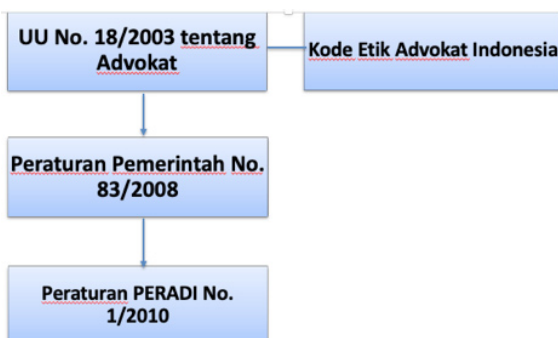 UU No. 18/2003 tentang
Advokat
Kode Etik Advokat Indonesia
Peraturan Pemerintah No.
83/2008
Peraturan PERADI No.
1/2010